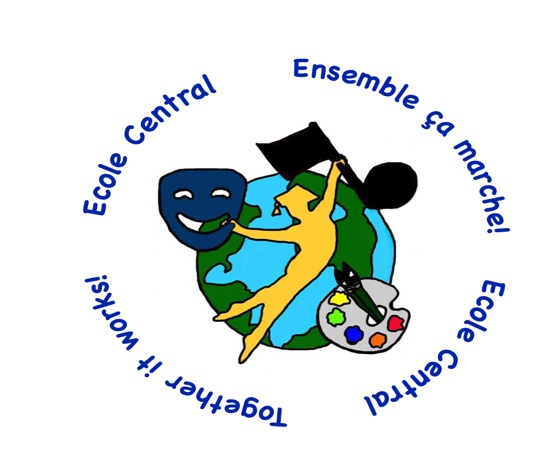 Ecole Central
Ensemble ça marche!
Ecole Central
Together it works!